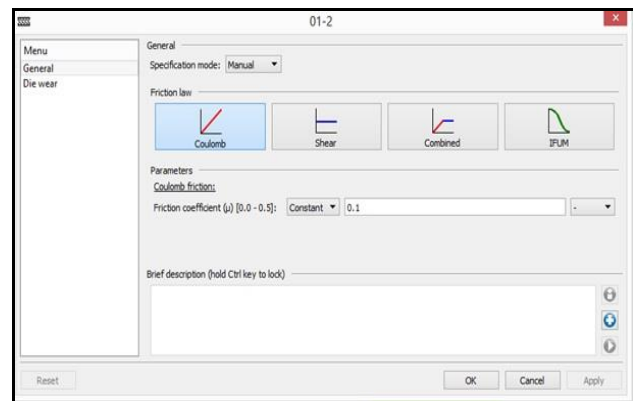 01-2
Menu
General
Die wear
General
Specification mode: Manual
Friction law
Coulomb
Shear
Combined
IFUM
Parameters
Coulomb friction:
Friction coefficient (μ) [0.0 - 0.5]: Constant 0.1 -
Brief description (hold Ctrl key to lock)
Reset OK Cancel Apply